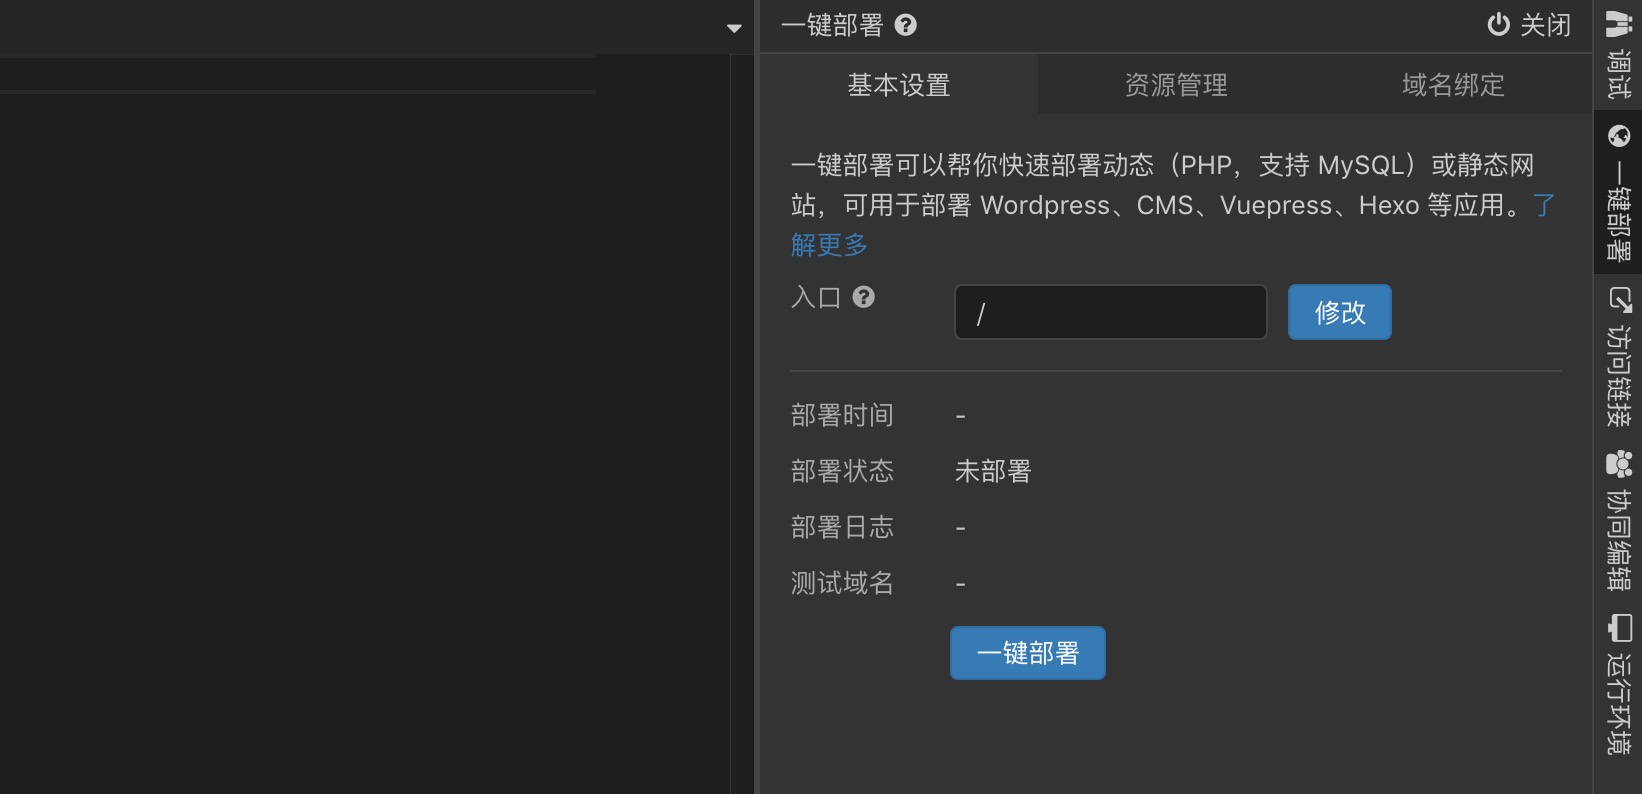 一键部署
关闭
基本设置
资源管理
域名绑定
一键部署可以帮你快速部署动态（PHP，支持 MySQL）或静态网
站，可用于部署 Wordpress、CMS、Vuepress、Hexo 等应用。了
解更多
入口
/
修改
部署时间
-
部署状态
未部署
部署日志
-
测试域名
-
一键部署
调试
一键部署
访问链接
协同编辑
运行环境